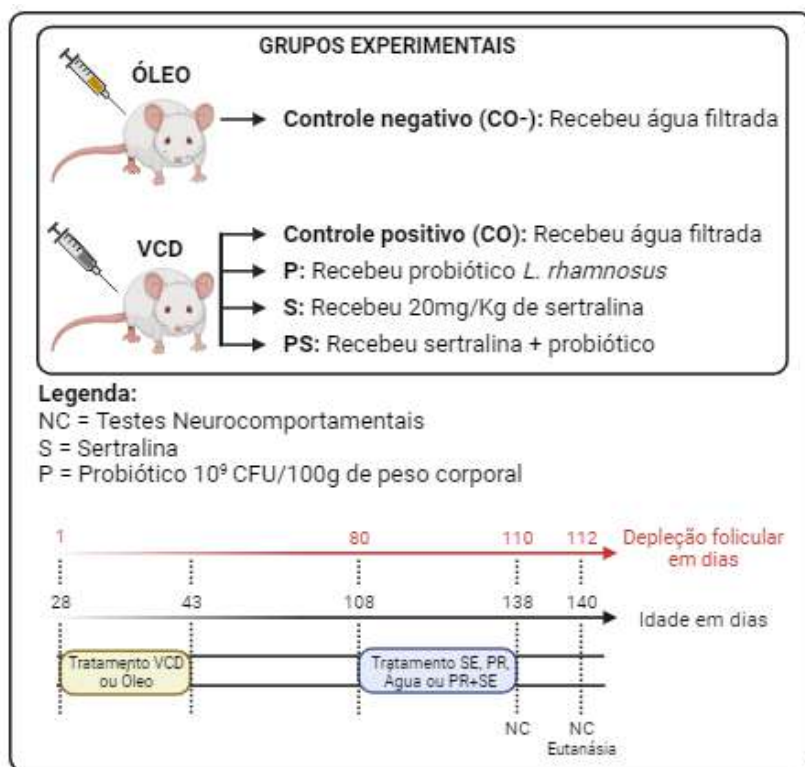 GRUPOS EXPERIMENTAIS
ÓLEO
Controle negativo (CO-): Recebeu água filtrada
VCD
Controle positivo (CO): Recebeu água filtrada
P: Recebeu probiótico L. rhamnosus
S: Recebeu 20mg/Kg de sertralina
PS: Recebeu sertralina + probiótico
Legenda:
NC = Testes Neurocomportamentais
S = Sertralina
P = Probiótico 10⁹ CFU/100g de peso corporal
1 80 110 112 Depleção folicular
em dias
28 43 108 138 140 Idade em dias
Tratamento VCD
ou Óleo
Tratamento SE, PR,
Água ou PR+SE
NC NC
Eutanásia